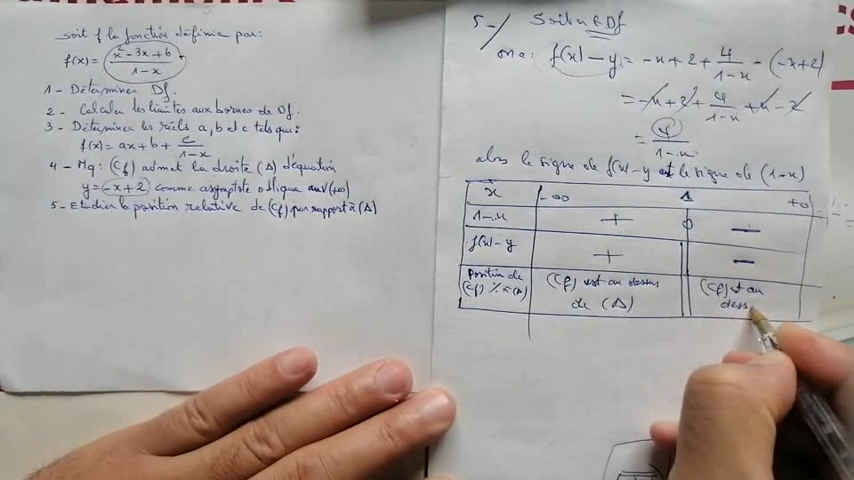 soit f la fonction définie par:
f(x) = x² - 3x + 6 / 1 - x
1 - Déterminer Df.
2 - Calculer les limites aux bornes de Df.
3 - Déterminer les réels a, b et c tels que:
f(x) = ax + b + c / 1 - x
4 - Mq: (Cf) admet la droite (Δ) d'équation
y = -x + 2 comme asymptote oblique au V(±∞)
5 - Etudier la position relative de (Cf) par rapport à (Δ)
5-/ Soit x ∈ Df
on a: f(x) - y = -x + 2 + 4 / 1 - x - (-x + 2)
= -x + 2 + 4 / 1 - x + x - 2
= 4 / 1 - x
alors le signe de f(x) - y est le signe de (1 - x)
x -∞ 1 +∞
1 - x + 0 -
f(x) - y + -
Position de (Cf) est au dessus (Cf) est au
(Cf) % à (Δ) de (Δ) dess